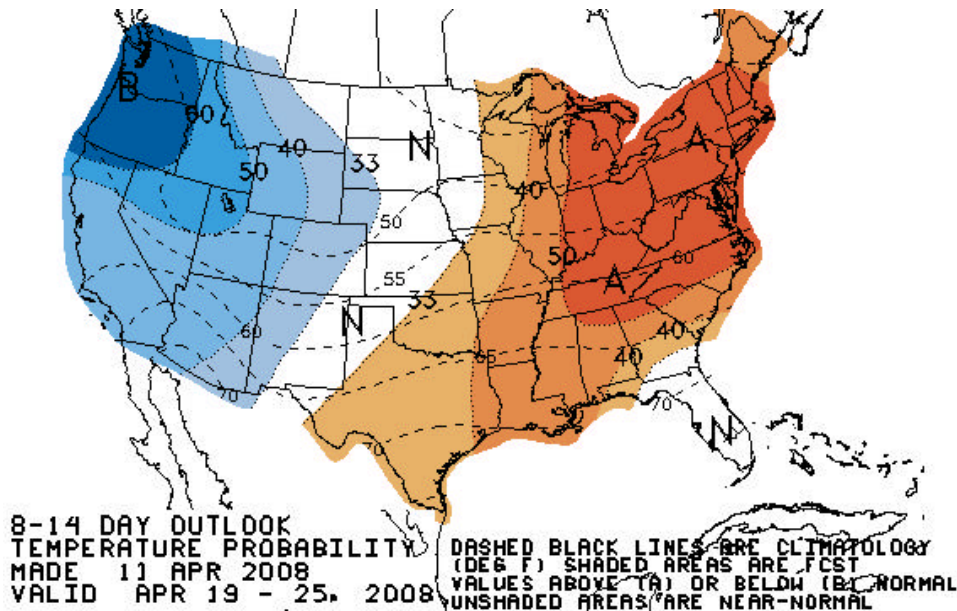 B
60
50
40
33
N
50
55
33
N
60
70
40
50
A
A
60
65
40
40
70
N
70
8-14 DAY OUTLOOK
TEMPERATURE PROBABILITY
MADE 11 APR 2008
VALID APR 19 - 25, 2008
DASHED BLACK LINES ARE CLIMATOLOGY
(DEG F) SHADED AREAS ARE FCST
VALUES ABOVE (A) OR BELOW (B) NORMAL
UNSHADED AREAS ARE NEAR-NORMAL